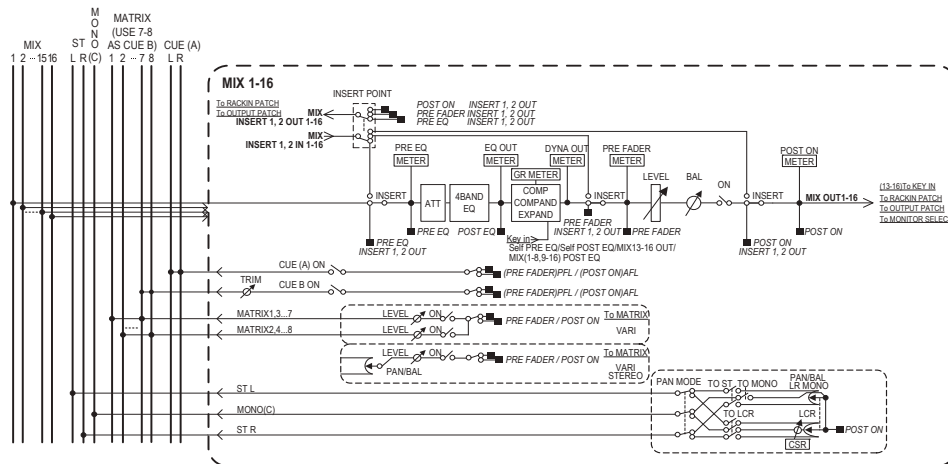 MONO(C)
MATRIX
(USE 7-8
AS CUE B)
CUE (A)
MIX
ST
1 2 ··· 15 16
L R
1 2 ··· 7 8
L R
MIX 1-16
INSERT POINT
To RACKIN PATCH
To OUTPUT PATCH
MIX
INSERT 1, 2 OUT 1-16
POST ON INSERT 1, 2 OUT
PRE FADER INSERT 1, 2 OUT
PRE EQ INSERT 1, 2 OUT
MIX
INSERT 1, 2 IN 1-16
PRE EQ
METER
EQ OUT
METER
DYNA OUT
METER
PRE FADER
METER
POST ON
METER
GR METER
LEVEL
BAL
ON
INSERT
ATT
4BAND
EQ
COMP
COMPAND
EXPAND
INSERT
INSERT
MIX OUT1-16
(13-16)To KEY IN
To RACKIN PATCH
To OUTPUT PATCH
To MONITOR SELEC
PRE EQ
POST EQ
PRE FADER
INSERT 1, 2 OUT
PRE FADER
POST ON
PRE EQ
INSERT 1, 2 OUT
POST ON
INSERT 1, 2 OUT
Key in
Self PRE EQ/Self POST EQ/MIX13-16 OUT/
MIX(1-8,9-16) POST EQ
CUE (A) ON
(PRE FADER)PFL / (POST ON)AFL
TRIM
CUE B ON
(PRE FADER)PFL / (POST ON)AFL
MATRIX1,3...7
LEVEL
ON
PRE FADER / POST ON
To MATRIX
MATRIX2,4...8
LEVEL
ON
VARI
LEVEL
ON
PRE FADER / POST ON
To MATRIX
PAN/BAL
VARI
STEREO
ST L
PAN MODE
TO ST
TO MONO
PAN/BAL
LR MONO
MONO(C)
TO LCR
LCR
ST R
CSR
POST ON